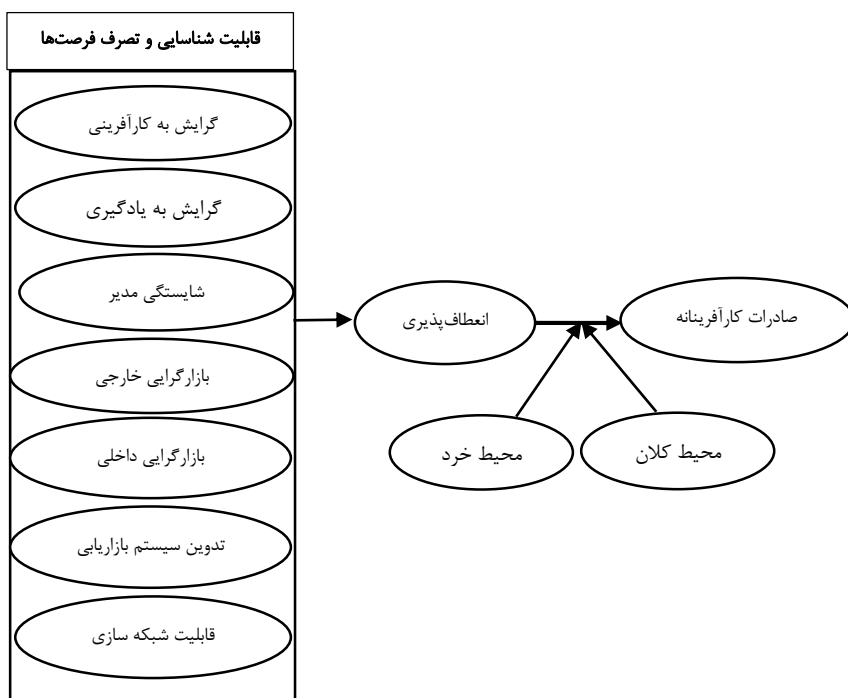 قابلیت شناسایی و تصرف فرصت‌ها
گرایش به کارآفرینی
گرایش به یادگیری
شایستگی مدیر
بازارگرایی خارجی
بازارگرایی داخلی
تدوین سیستم بازاریابی
قابلیت شبکه سازی
انعطاف‌پذیری
صادرات کارآفرینانه
محیط خرد
محیط کلان